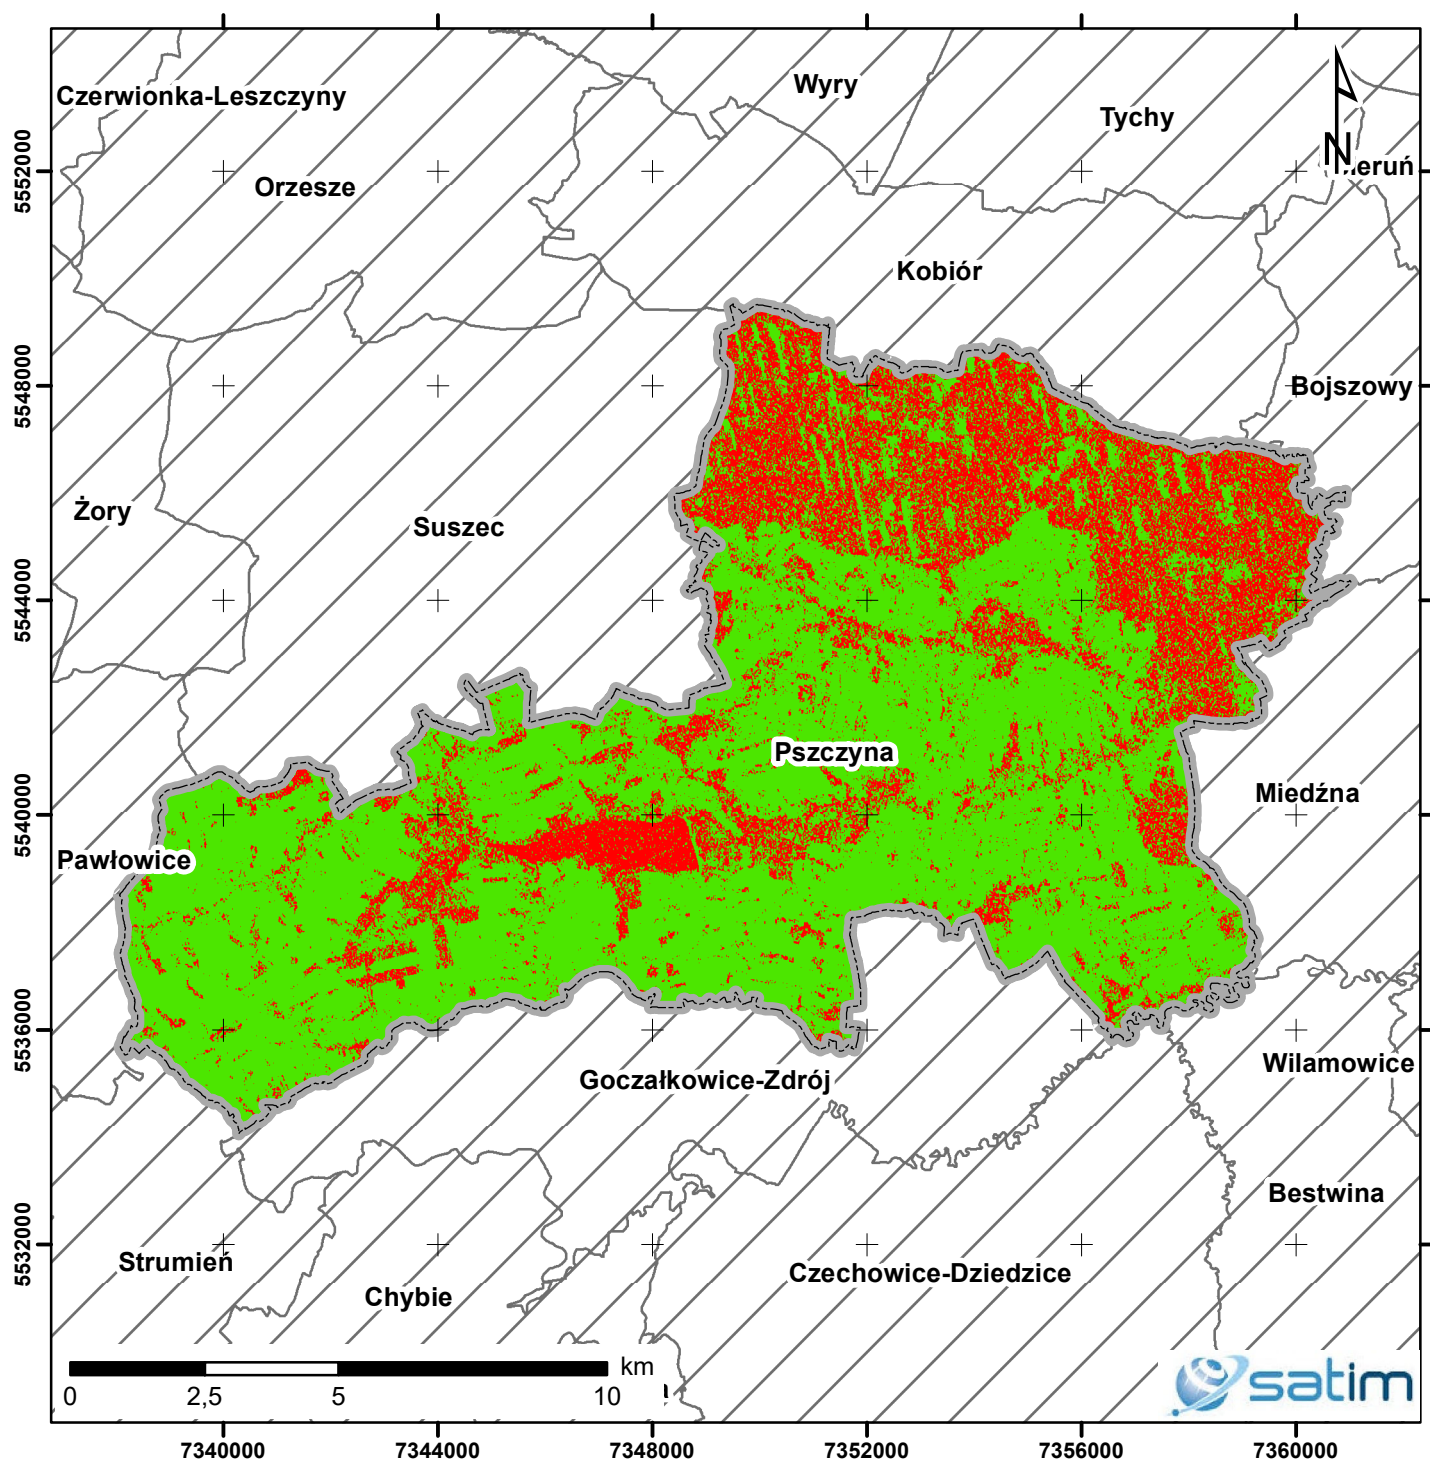 Wyry
Czerwionka-Leszczyny
Tychy
N
eruń
Orzesze
5552000
Kobiór
Bojszowy
5548000
Żory
Suszec
5544000
Pszczyna
Miedźna
5540000
Pawłowice
5536000
Wilamowice
Goczałkowice-Zdrój
Bestwina
5532000
Strumień
Czechowice-Dziedzice
Chybie
km
0 2,5 5 10
satim
7340000 7344000 7348000 7352000 7356000 7360000